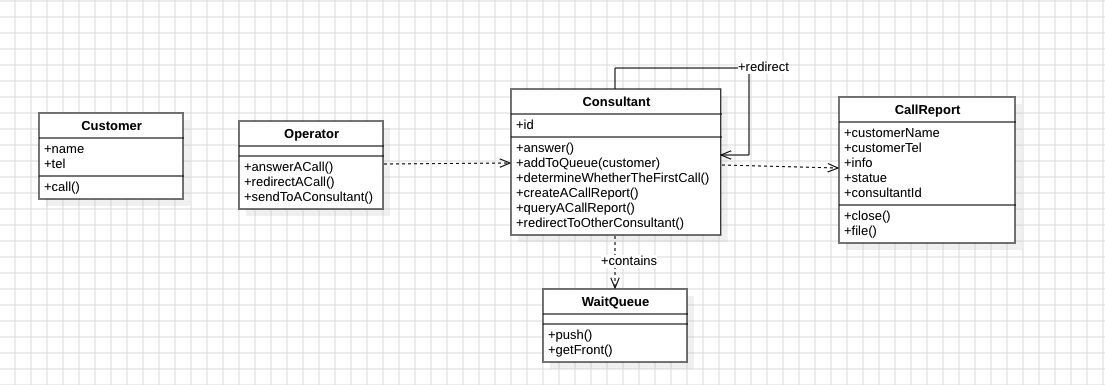 Customer
+name
+tel
+call()
Operator
+answerACall()
+redirectACall()
+sendToAConsultant()
+redirect
Consultant
+id
+answer()
+addToQueue(customer)
+determineWhetherTheFirstCall()
+createACallReport()
+queryACallReport()
+redirectToOtherConsultant()
CallReport
+customerName
+customerTel
+info
+statue
+consultantId
+close()
+file()
+contains
WaitQueue
+push()
+getFront()